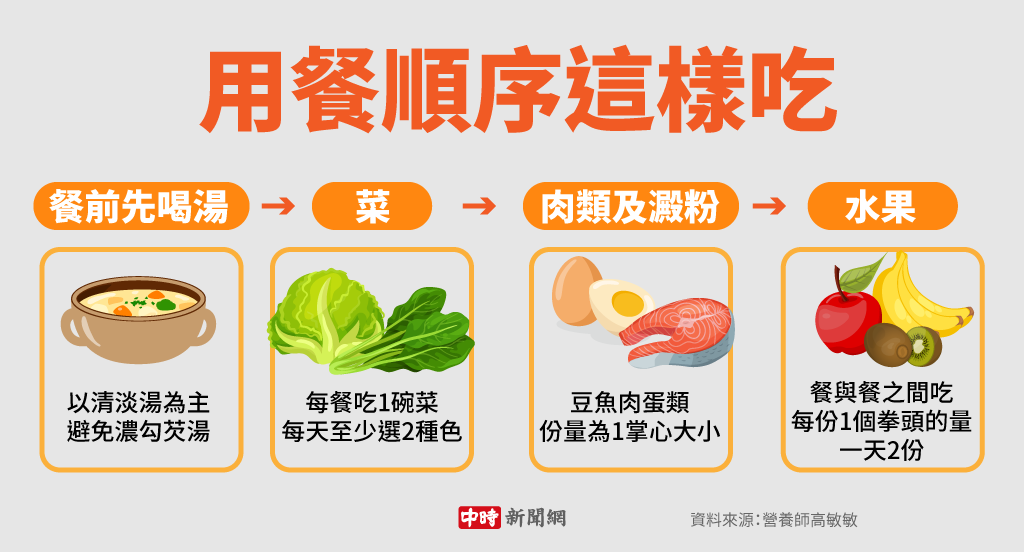 用餐順序這樣吃
餐前先喝湯
菜
肉類及澱粉
水果
以清淡湯為主
避免濃勾芡湯
每餐吃1碗菜
每天至少選2種色
豆魚肉蛋類
份量為1掌心大小
餐與餐之間吃
每份1個拳頭的量
一天2份
中時新聞網
資料來源：營養師高敏敏